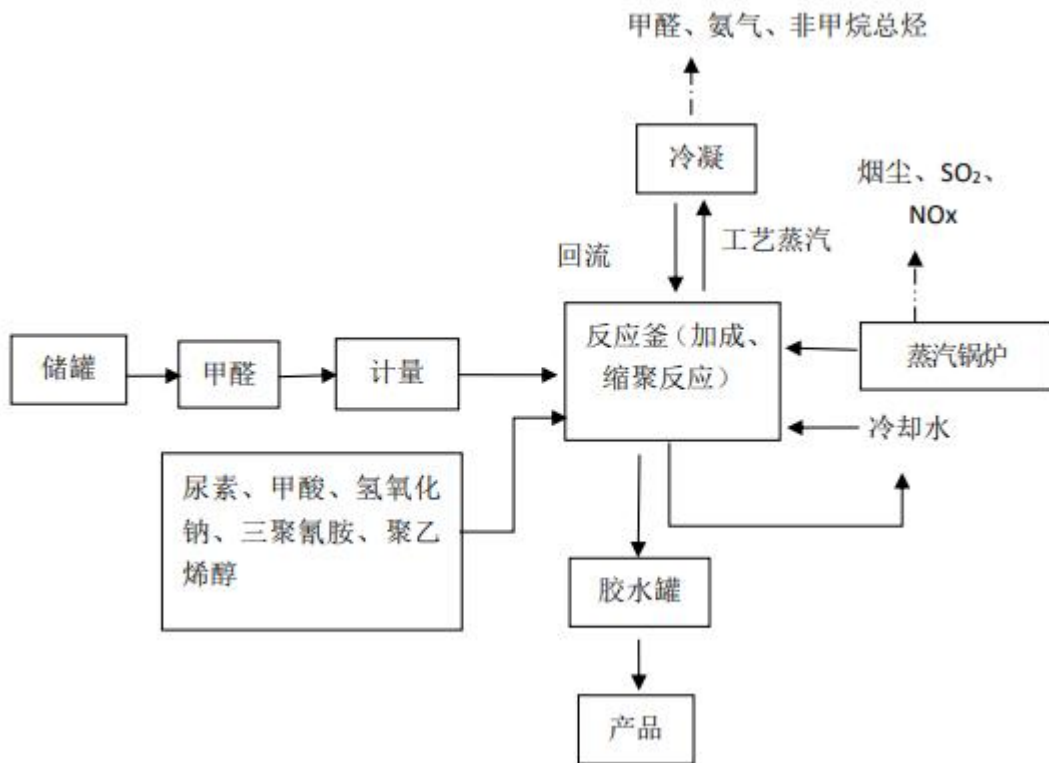 甲醛、氨气、非甲烷总烃
冷凝
烟尘、SO₂、
NOx
工艺蒸汽
回流
反应釜（加成、
缩聚反应）
蒸汽锅炉
储罐
甲醛
计量
冷却水
尿素、甲酸、氢氧化
钠、三聚氰胺、聚乙
烯醇
胶水罐
产品